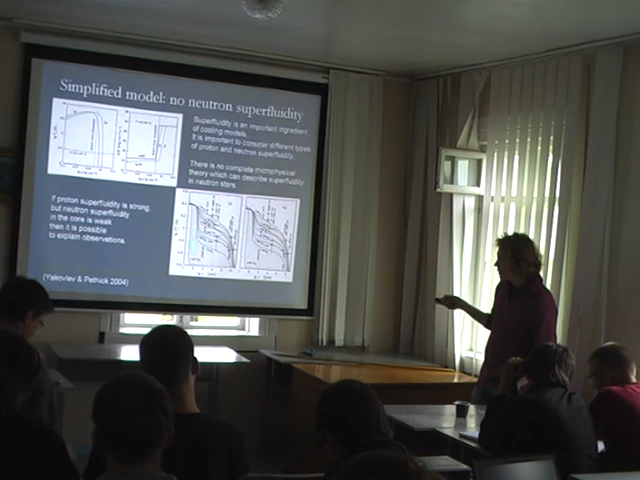 Simplified model: no neutron superfluidity
Superfluidity is an important ingredient
of cooling models.
It is important to consider different types
of proton and neutron superfluidity.
There is no complete microphysical
theory which can describe superfluidity
in neutron stars.
If proton superfluidity is strong,
but neutron superfluidity
in the core is weak
then it is possible
to explain observations.
(Yakovlev & Pethick 2004)